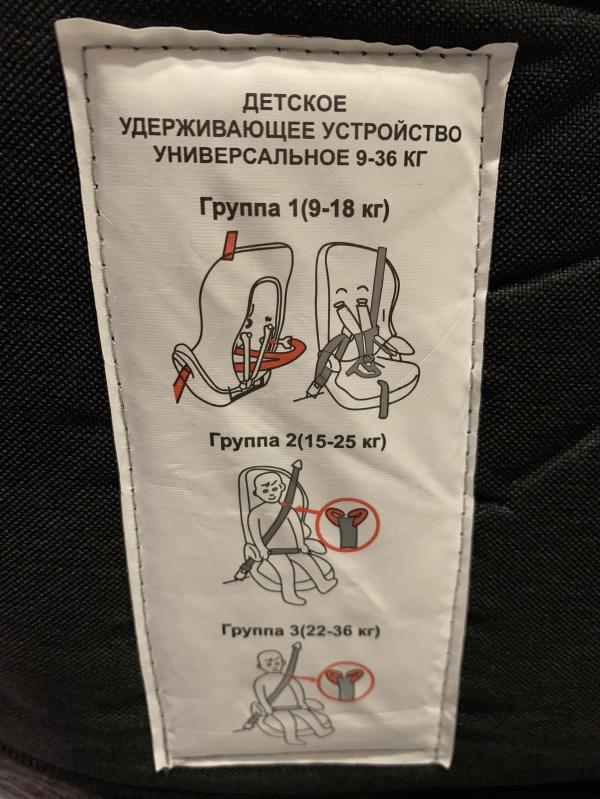 ДЕТСКОЕ
УДЕРЖИВАЮЩЕЕ УСТРОЙСТВО
УНИВЕРСАЛЬНОЕ 9-36 КГ
Группа 1(9-18 кг)
Группа 2(15-25 кг)
Группа 3(22-36 кг)